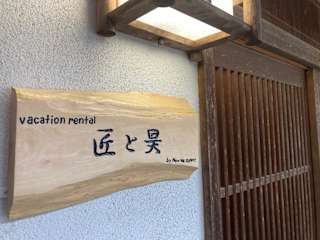 vacation rental
匠と昊